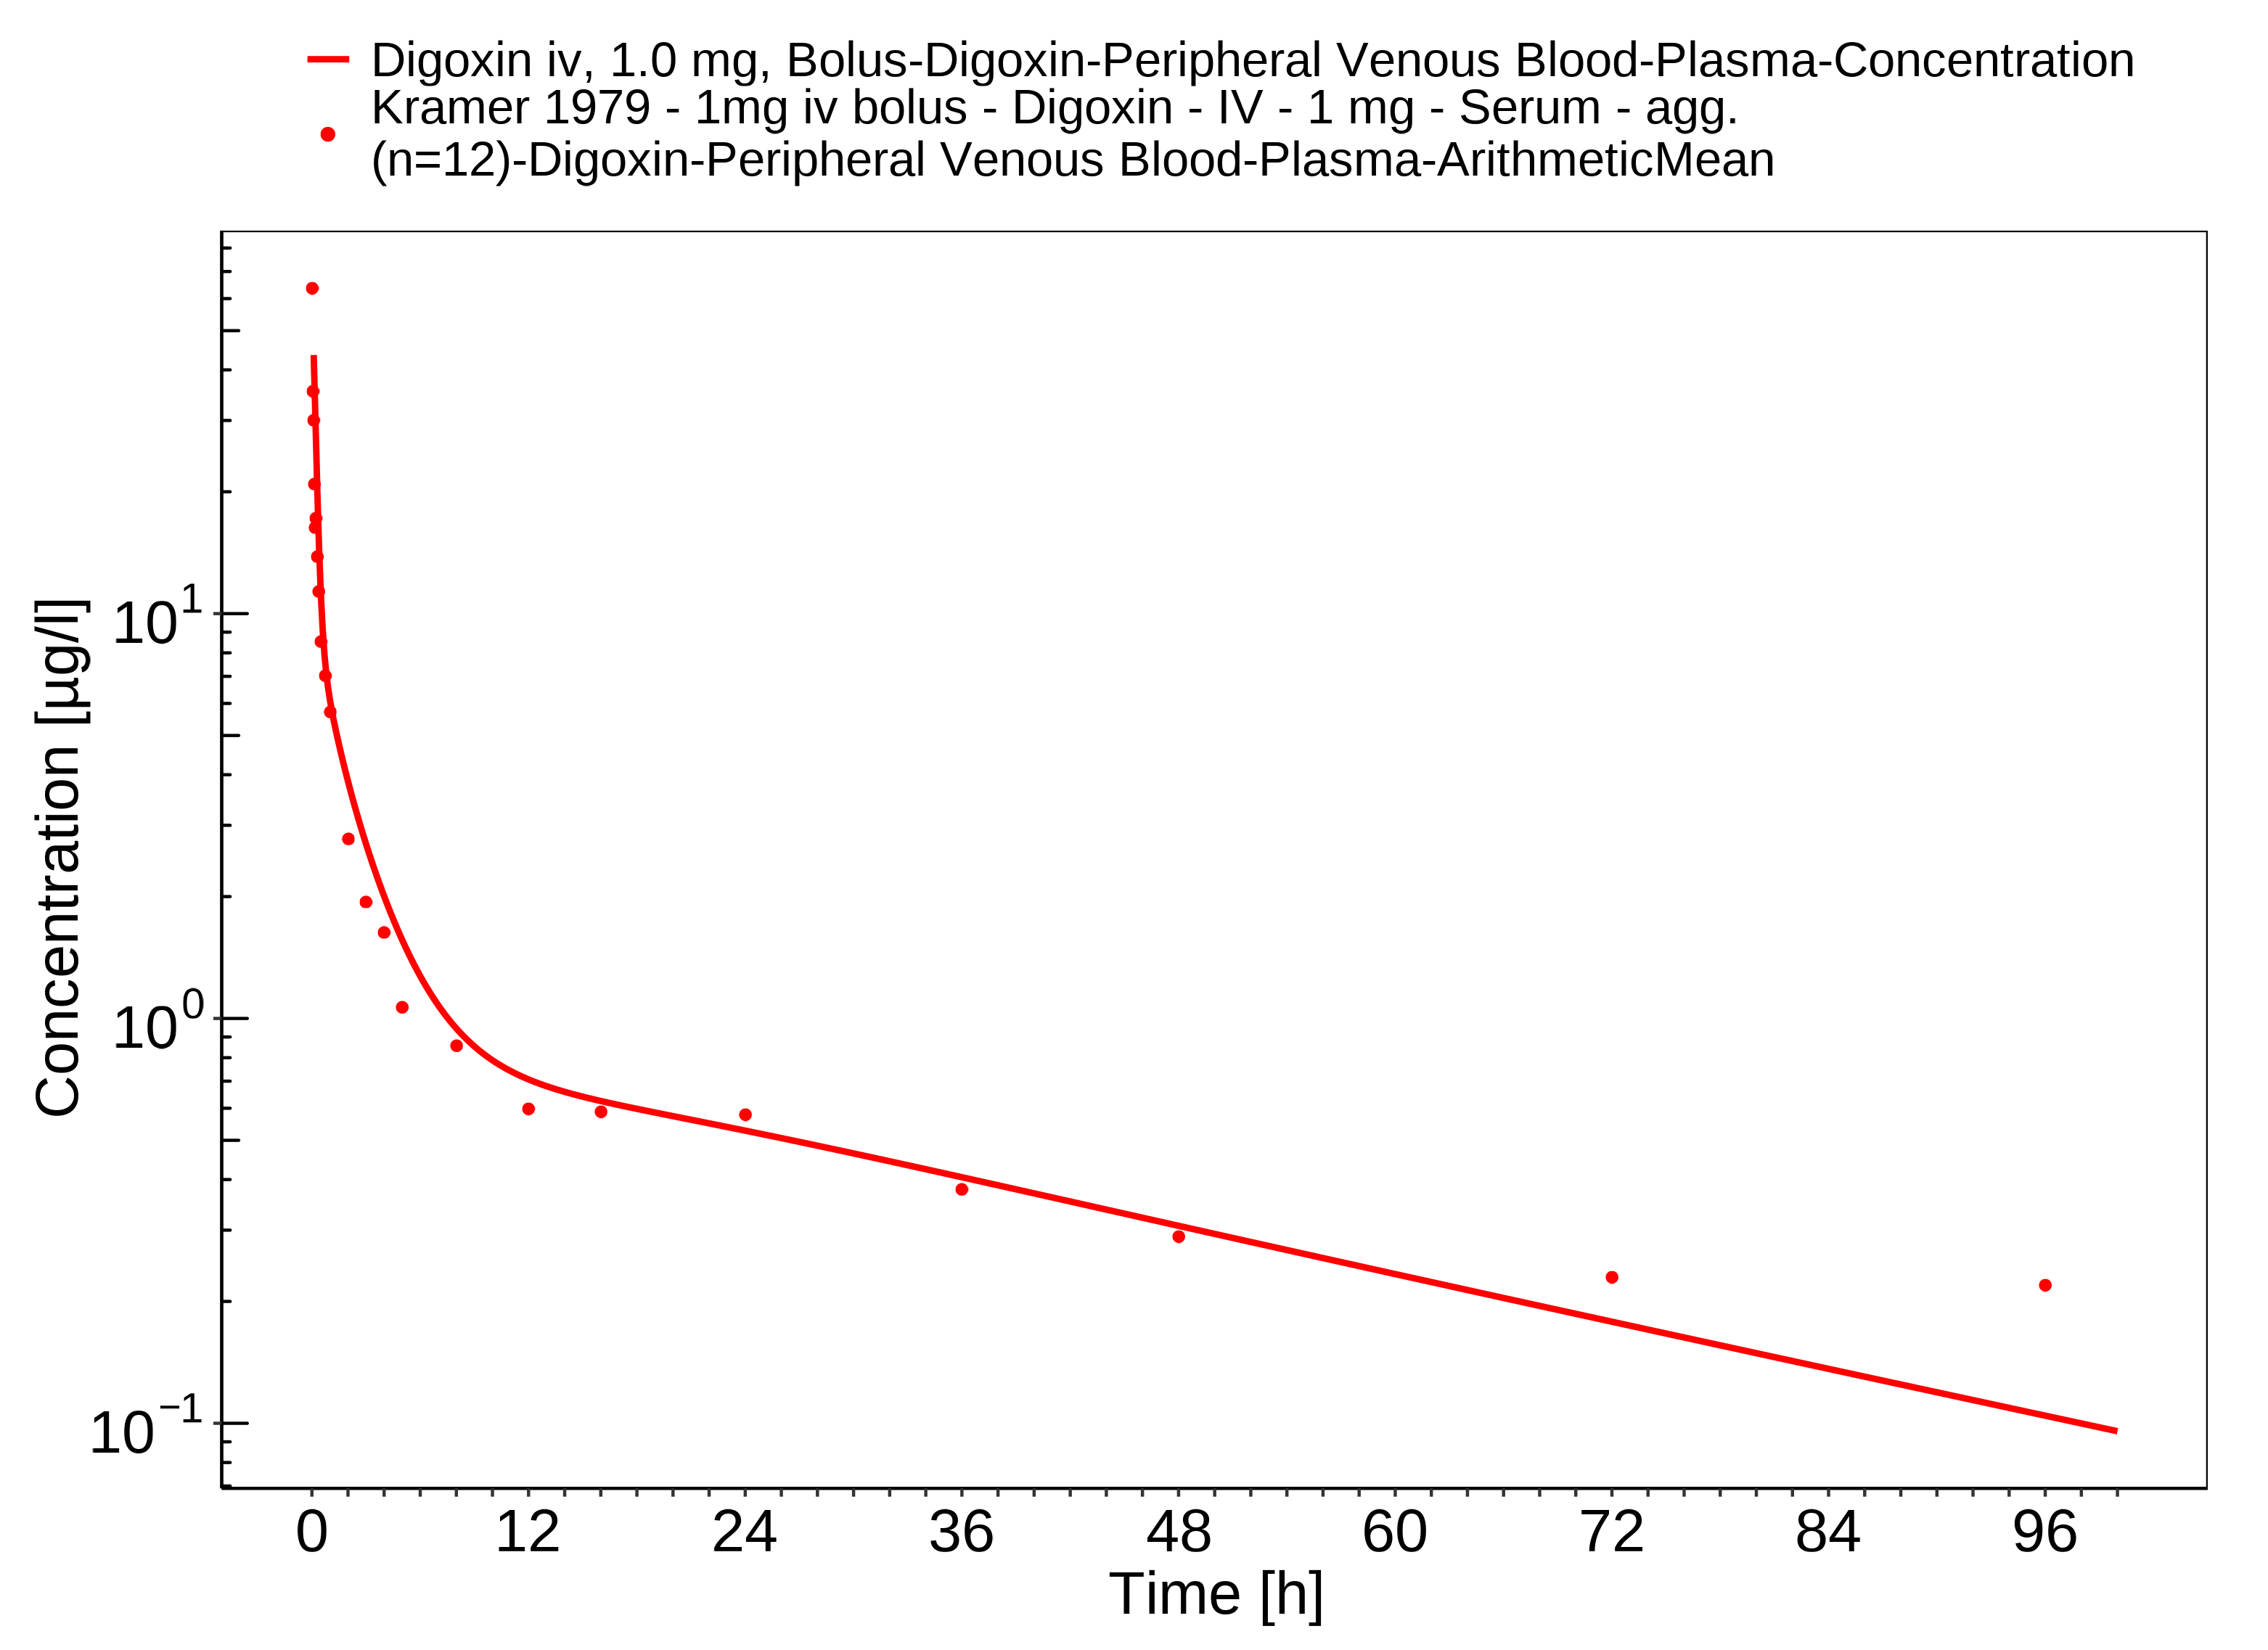 Digoxin iv, 1.0 mg, Bolus-Digoxin-Peripheral Venous Blood-Plasma-Concentration
Kramer 1979 - 1mg iv bolus - Digoxin - IV - 1 mg - Serum - agg.
(n=12)-Digoxin-Peripheral Venous Blood-Plasma-ArithmeticMean
Concentration [µg/l]
10¹
10⁰
10⁻¹
0 12 24 36 48 60 72 84 96
Time [h]